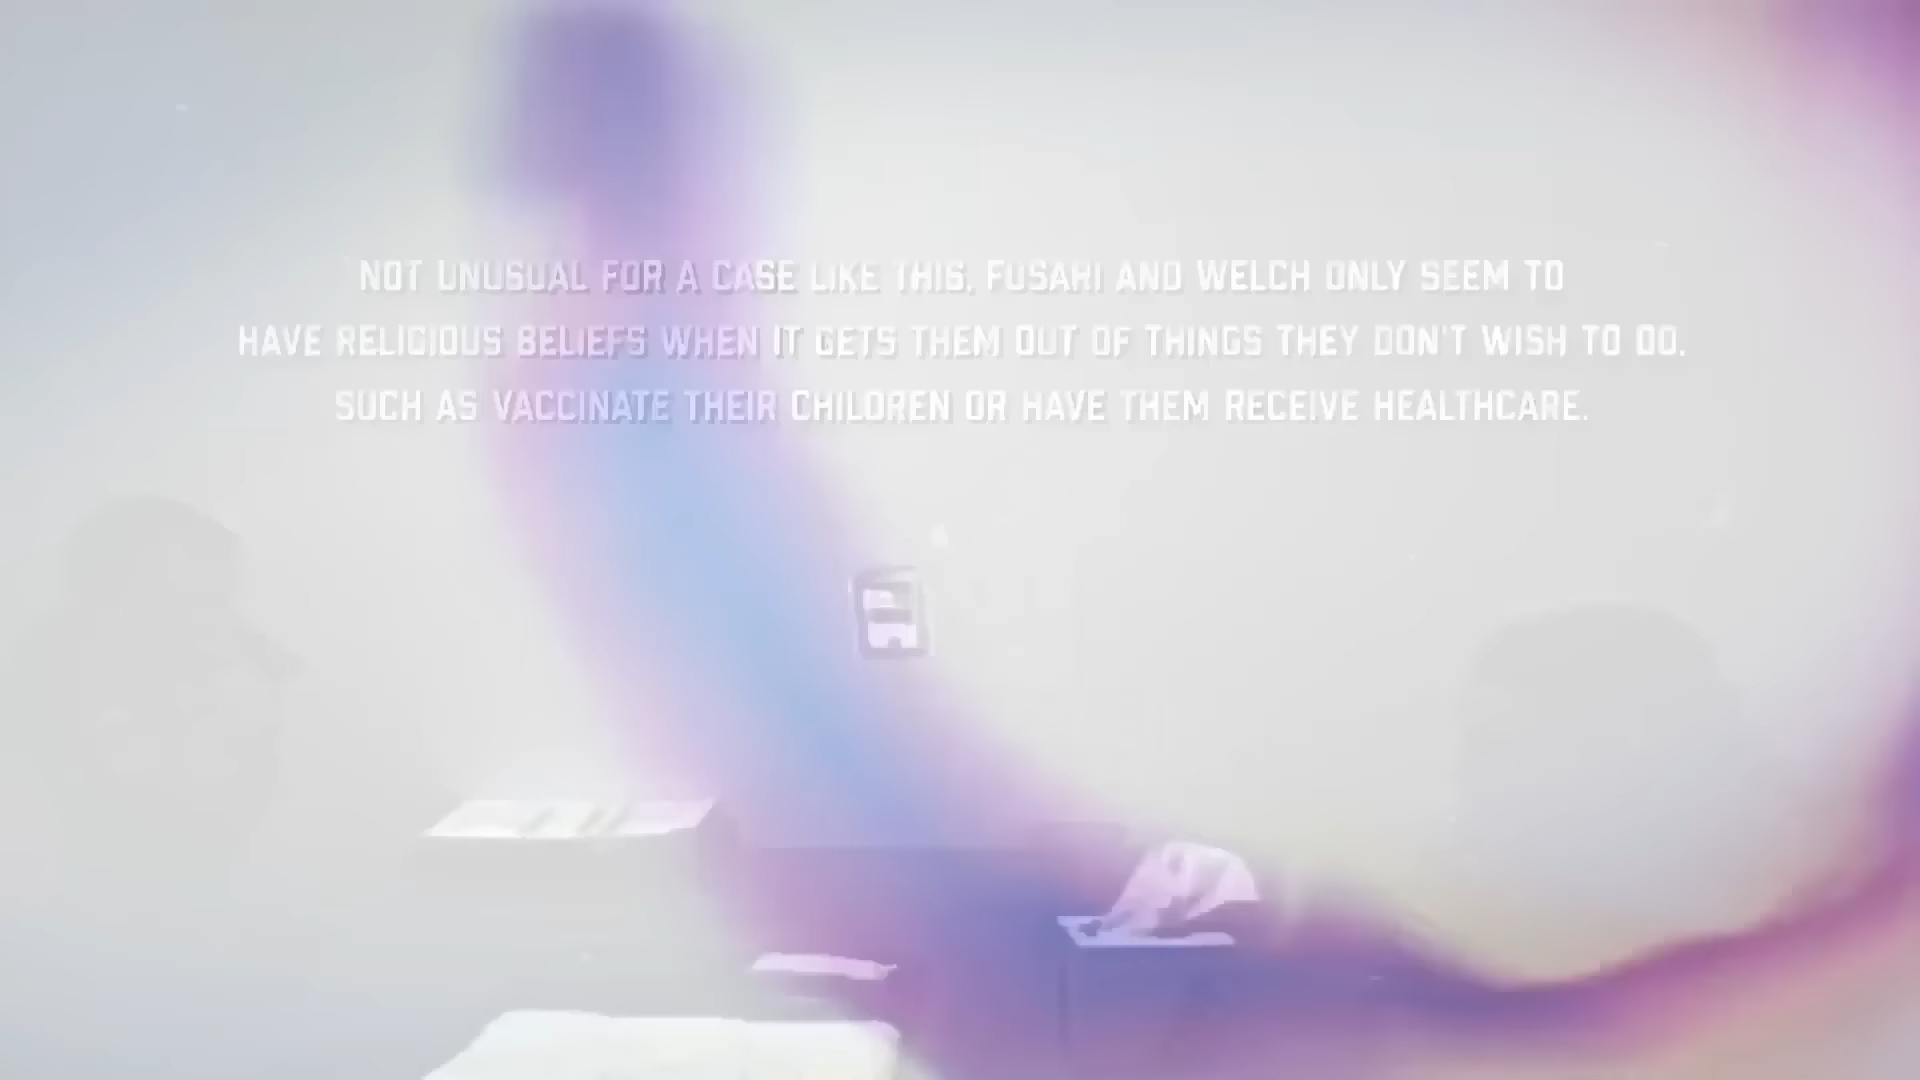 NOT UNUSUAL FOR A CASE LIKE THIS, FUSARI AND WELCH ONLY SEEM TO
HAVE RELIGIOUS BELIEFS WHEN IT GETS THEM OUT OF THINGS THEY DON'T WISH TO DO,
SUCH AS VACCINATE THEIR CHILDREN OR HAVE THEM RECEIVE HEALTHCARE.